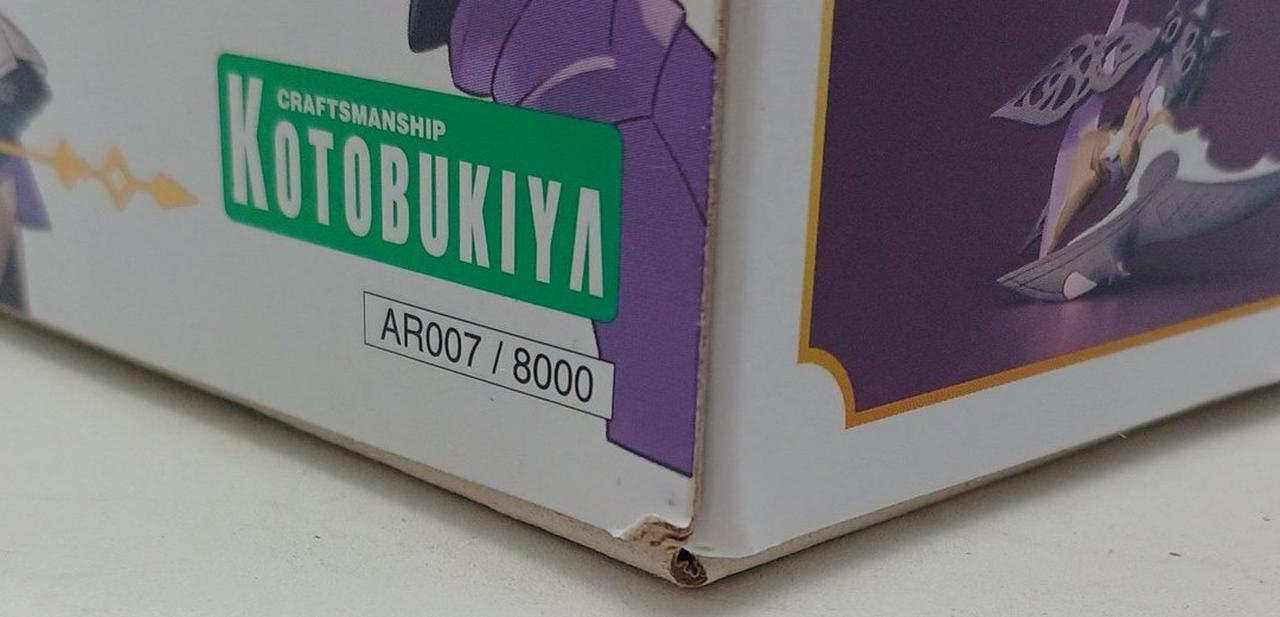 CRAFTSMANSHIP
KOTOBUKIYA
AR007 / 8000